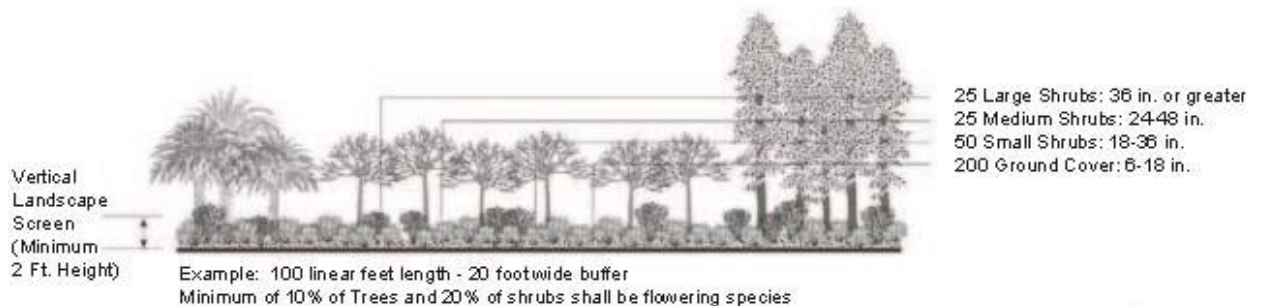 25 Large Shrubs: 36 in. or greater
25 Medium Shrubs: 24-48 in.
50 Small Shrubs: 18-36 in.
200 Ground Cover: 6-18 in.
Vertical
Landscape
Screen
(Minimum
2 Ft. Height)
Example: 100 linear feet length - 20 footwide buffer
Minimum of 10% of Trees and 20% of shrubs shall be flowering species